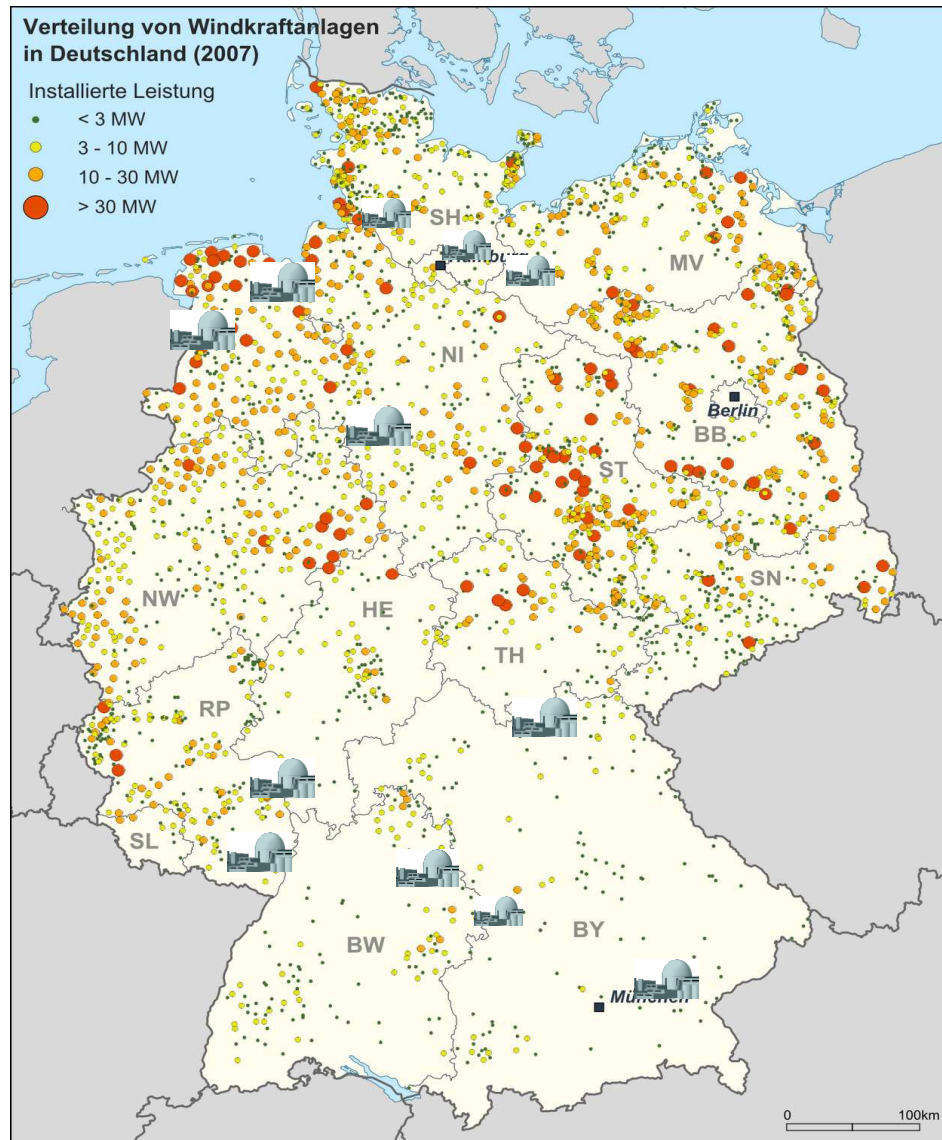 Verteilung von Windkraftanlagen
in Deutschland (2007)
Installierte Leistung
< 3 MW
3 - 10 MW
10 - 30 MW
> 30 MW
SH
MV
NI
Berlin
BB
ST
NW
HE
SN
TH
RP
SL
BW
BY
München
0 100km